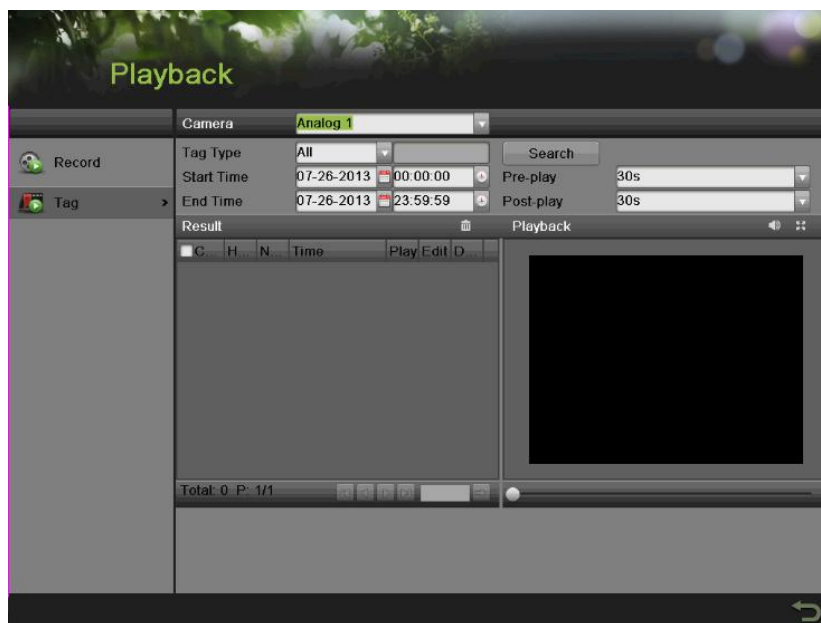 Playback
Camera Analog 1
Record
Tag
Tag Type All Search
Start Time 07-26-2013 00:00:00 Pre-play 30s
End Time 07-26-2013 23:59:59 Post-play 30s
Result Playback
C... H... N... Time Play Edit D...
Total: 0 P: 1/1